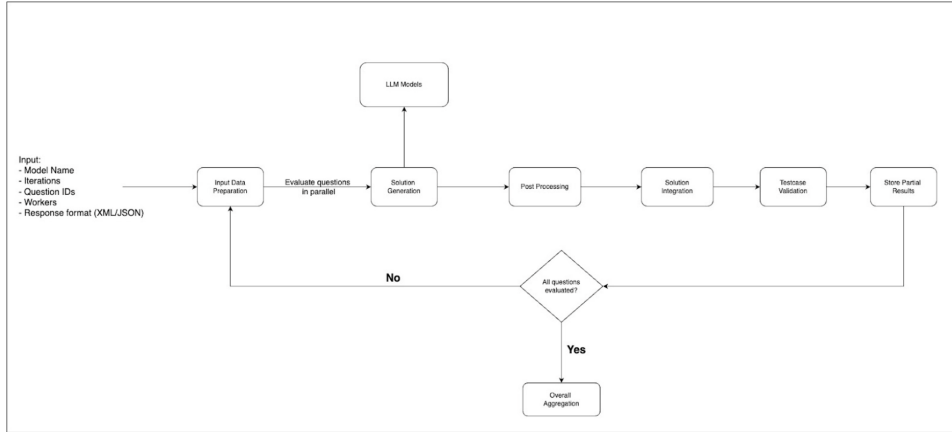 LLM Models
Input:
- Model Name
- Iterations
- Question IDs
- Workers
- Response format (XML/JSON)
Input Data
Preparation
Evaluate questions
in parallel
Solution
Generation
Post Processing
Solution
Integration
Testcase
Validation
Store Partial
Results
No
All questions
evaluated?
Yes
Overall
Aggregation